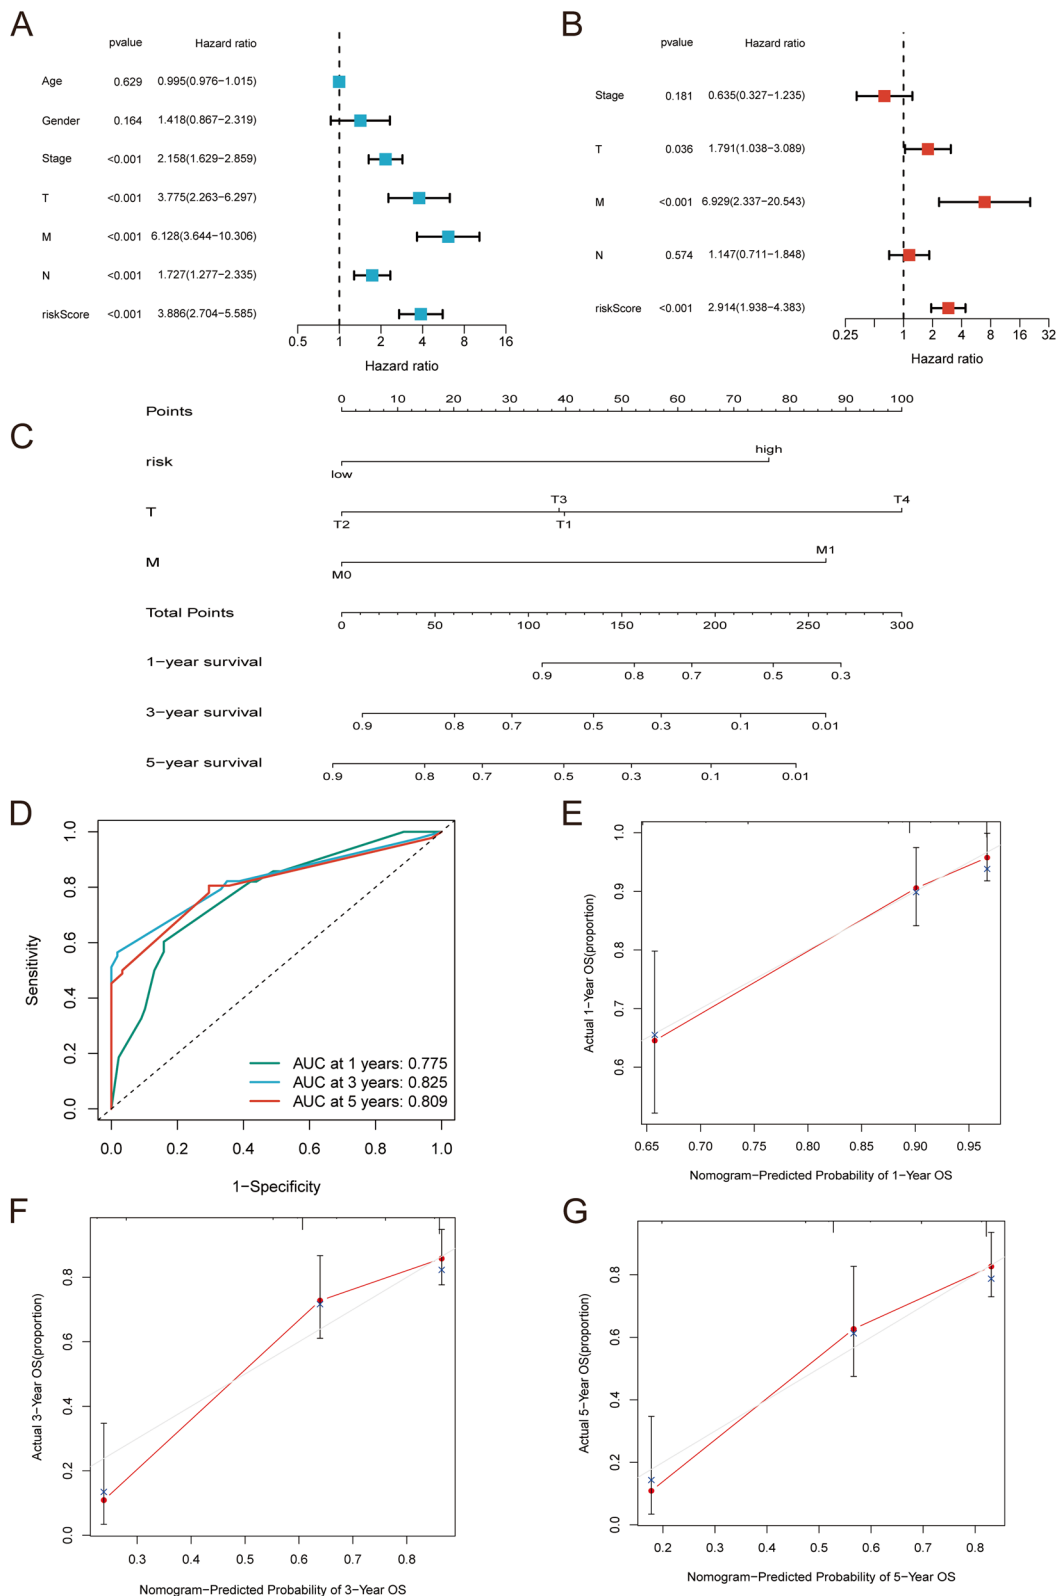 A
pvalue Hazard ratio
Age 0.629 0.995(0.976−1.015)
Gender 0.164 1.418(0.867−2.319)
Stage <0.001 2.158(1.629−2.859)
T <0.001 3.775(2.263−6.297)
M <0.001 6.128(3.644−10.306)
N <0.001 1.727(1.277−2.335)
riskScore <0.001 3.886(2.704−5.585)
0.5 1 2 4 8 16
Hazard ratio
B
pvalue Hazard ratio
Stage 0.181 0.635(0.327−1.235)
T 0.036 1.791(1.038−3.089)
M <0.001 6.929(2.337−20.543)
N 0.574 1.147(0.711−1.848)
riskScore <0.001 2.914(1.938−4.383)
0.25 1 2 4 8 16 32
Hazard ratio
C
Points 0 10 20 30 40 50 60 70 80 90 100
risk
low high
T
T3 T4
T2 T1
M
M1
M0
Total Points
0 50 100 150 200 250 300
1−year survival
0.9 0.8 0.7 0.5 0.3
3−year survival
0.9 0.8 0.7 0.5 0.3 0.1 0.01
5−year survival
0.9 0.8 0.7 0.5 0.3 0.1 0.01
D
Sensitivity
0.0 0.2 0.4 0.6 0.8 1.0
AUC at 1 years: 0.775
AUC at 3 years: 0.825
AUC at 5 years: 0.809
0.0 0.2 0.4 0.6 0.8 1.0
1−Specificity
E
Actual 1−Year OS(proportion)
0.6 0.7 0.8 0.9 1.0
0.65 0.70 0.75 0.80 0.85 0.90 0.95
Nomogram−Predicted Probability of 1−Year OS
F
Actual 3−Year OS(proportion)
0.0 0.2 0.4 0.6 0.8
0.3 0.4 0.5 0.6 0.7 0.8
Nomogram−Predicted Probability of 3−Year OS
G
Actual 5−Year OS(proportion)
0.0 0.2 0.4 0.6 0.8
0.2 0.3 0.4 0.5 0.6 0.7 0.8
Nomogram−Predicted Probability of 5−Year OS